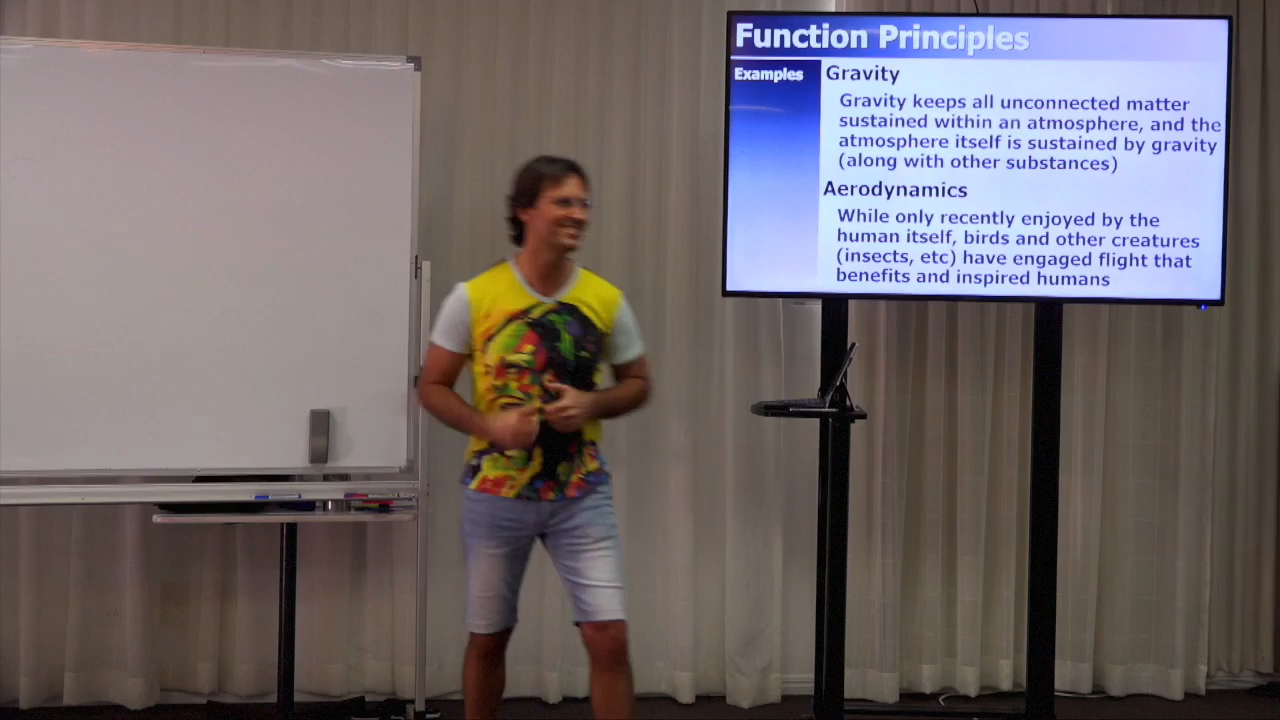 Function Principles
Examples
Gravity
Gravity keeps all unconnected matter
sustained within an atmosphere, and the
atmosphere itself is sustained by gravity
(along with other substances)
Aerodynamics
While only recently enjoyed by the
human itself, birds and other creatures
(insects, etc) have engaged flight that
benefits and inspired humans